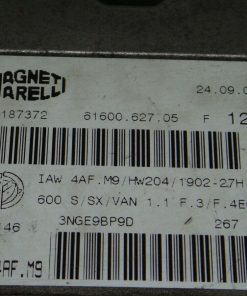 MAGNETI
MARELLI
24.09.0
187372
61600.627.05
F
12
IAW 4AF.M9/HW204/1902-27H
600 S/SX/VAN 1.1 F.3/F.4E
46
3NGE9BP9D
267
4AF.M9